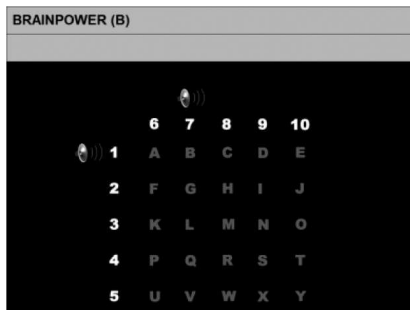 BRAINPOWER (B)
6 7 8 9 10
1 A B C D E
2 F G H I J
3 K L M N O
4 P Q R S T
5 U V W X Y